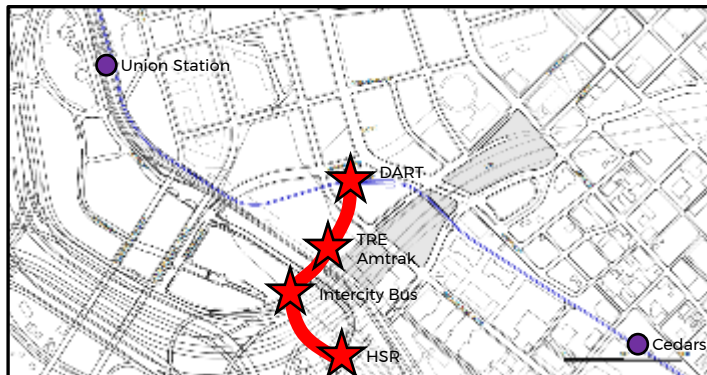 Union Station
DART
TRE
Amtrak
Intercity Bus
Cedars
HSR